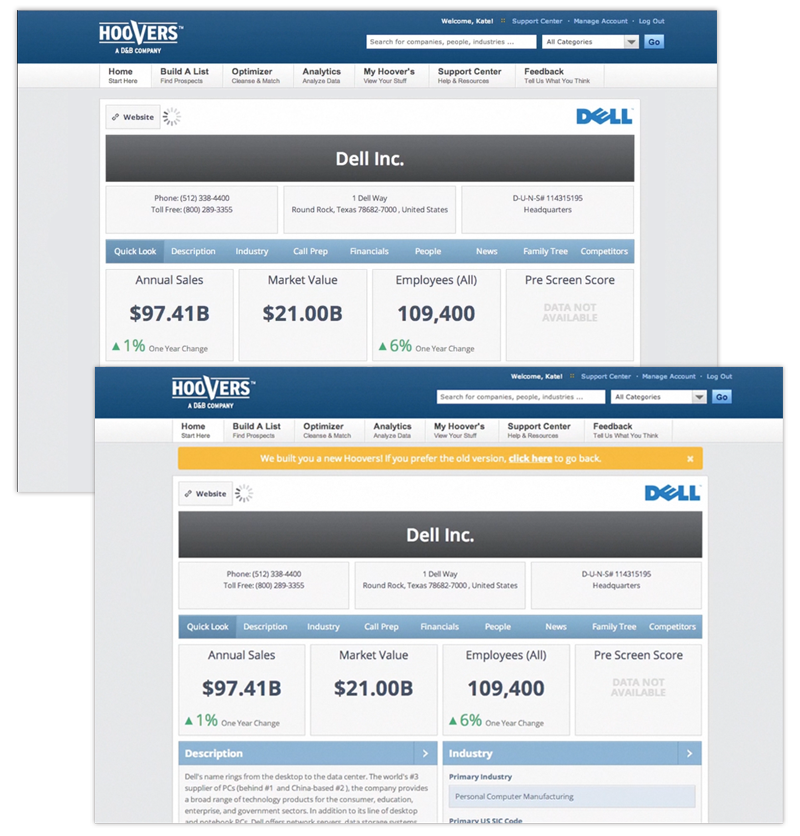 Welcome, Kate! :: Support Center · Manage Account · Log Out
HOOVERS™
A D&B COMPANY
Search for companies, people, industries ... All Categories Go
Home Build A List Optimizer Analytics My Hoover's Support Center Feedback
Start Here Find Prospects Cleanse & Match Analyze Data View Your Stuff Help & Resources Tell Us What You Think
Website DELL™
Dell Inc.
Phone: (512) 338-4400 1 Dell Way D-U-N-S# 114315195
Toll Free: (800) 289-3355 Round Rock, Texas 78682-7000 , United States Headquarters
Quick Look Description Industry Call Prep Financials People News Family Tree Competitors
Annual Sales Market Value Employees (All) Pre Screen Score
$97.41B $21.00B 109,400 DATA NOT
AVAILABLE
▲1% One Year Change ▲6% One Year Change
Welcome, Kate! :: Support Center · Manage Account · Log Out
HOOVERS™
A D&B COMPANY
Search for companies, people, industries ... All Categories Go
Home Build A List Optimizer Analytics My Hoover's Support Center Feedback
Start Here Find Prospects Cleanse & Match Analyze Data View Your Stuff Help & Resources Tell Us What You Think
We built you a new Hoovers! If you prefer the old version, click here to go back. ×
Website DELL™
Dell Inc.
Phone: (512) 338-4400 1 Dell Way D-U-N-S# 114315195
Toll Free: (800) 289-3355 Round Rock, Texas 78682-7000 , United States Headquarters
Quick Look Description Industry Call Prep Financials People News Family Tree Competitors
Annual Sales Market Value Employees (All) Pre Screen Score
$97.41B $21.00B 109,400 DATA NOT
AVAILABLE
▲1% One Year Change ▲6% One Year Change
Description > Industry >
Dell's name rings from the desktop to the data center. The world's #3
supplier of PCs (behind #1 and China-based #2 ), the company provides
a broad range of technology products for the consumer, education,
enterprise, and government sectors. In addition to its line of desktop
and notebook PCs, Dell offers network servers, data storage systems,
Primary Industry
Personal Computer Manufacturing
Primary US SIC Code